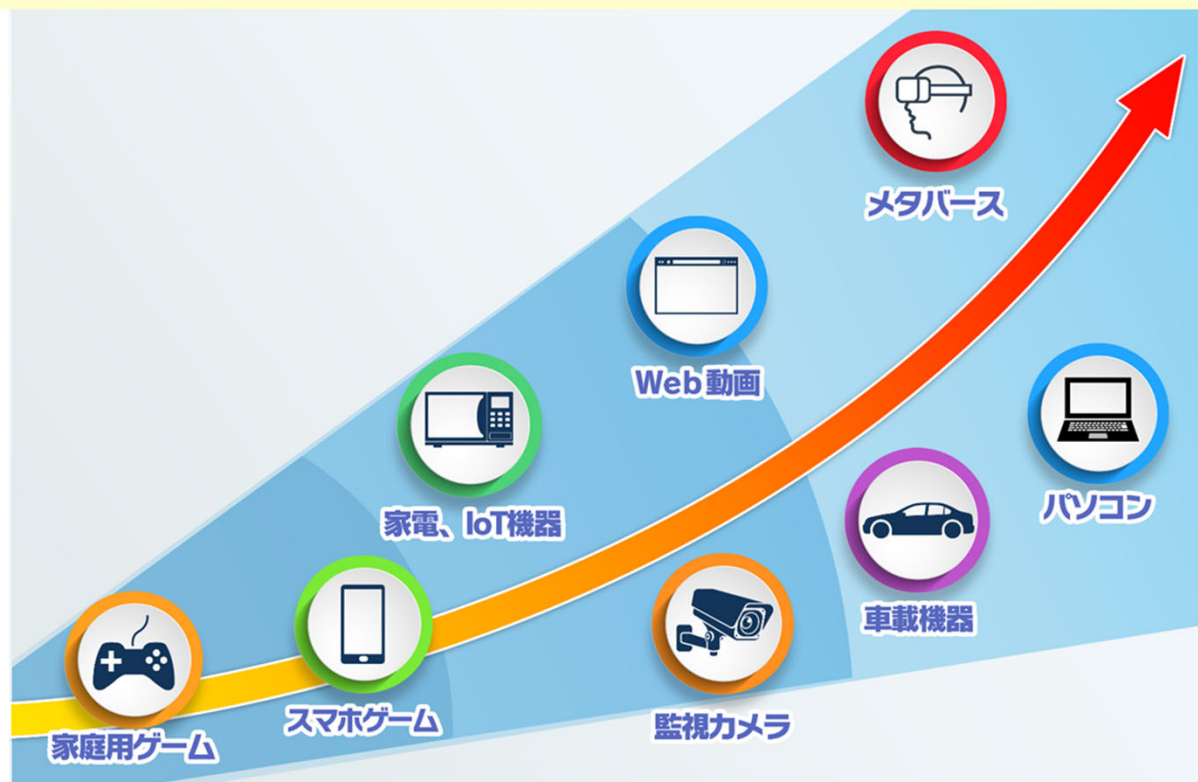 メタバース
Web動画
家電、IoT機器
パソコン
車載機器
スマホゲーム
監視カメラ
家庭用ゲーム